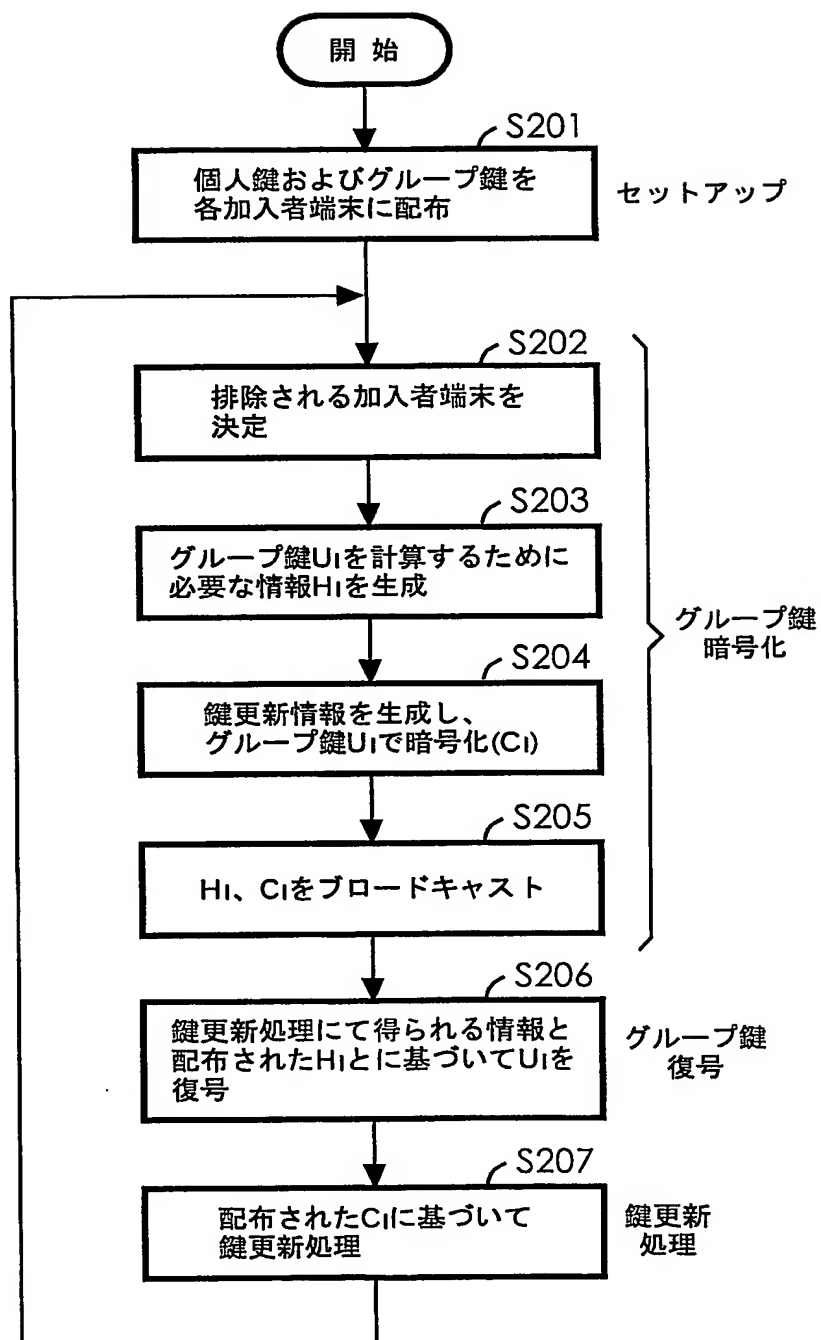 開 始
S201
個人鍵およびグループ鍵を
各加入者端末に配布
セットアップ
S202
排除される加入者端末を
決定
S203
グループ鍵UIを計算するために
必要な情報HIを生成
グループ鍵
暗号化
S204
鍵更新情報を生成し、
グループ鍵UIで暗号化(CI)
S205
HI、CIをブロードキャスト
S206
鍵更新処理にて得られる情報と
配布されたHIとに基づいてUIを
復号
グループ鍵
復号
S207
配布されたCIに基づいて
鍵更新処理
鍵更新
処理